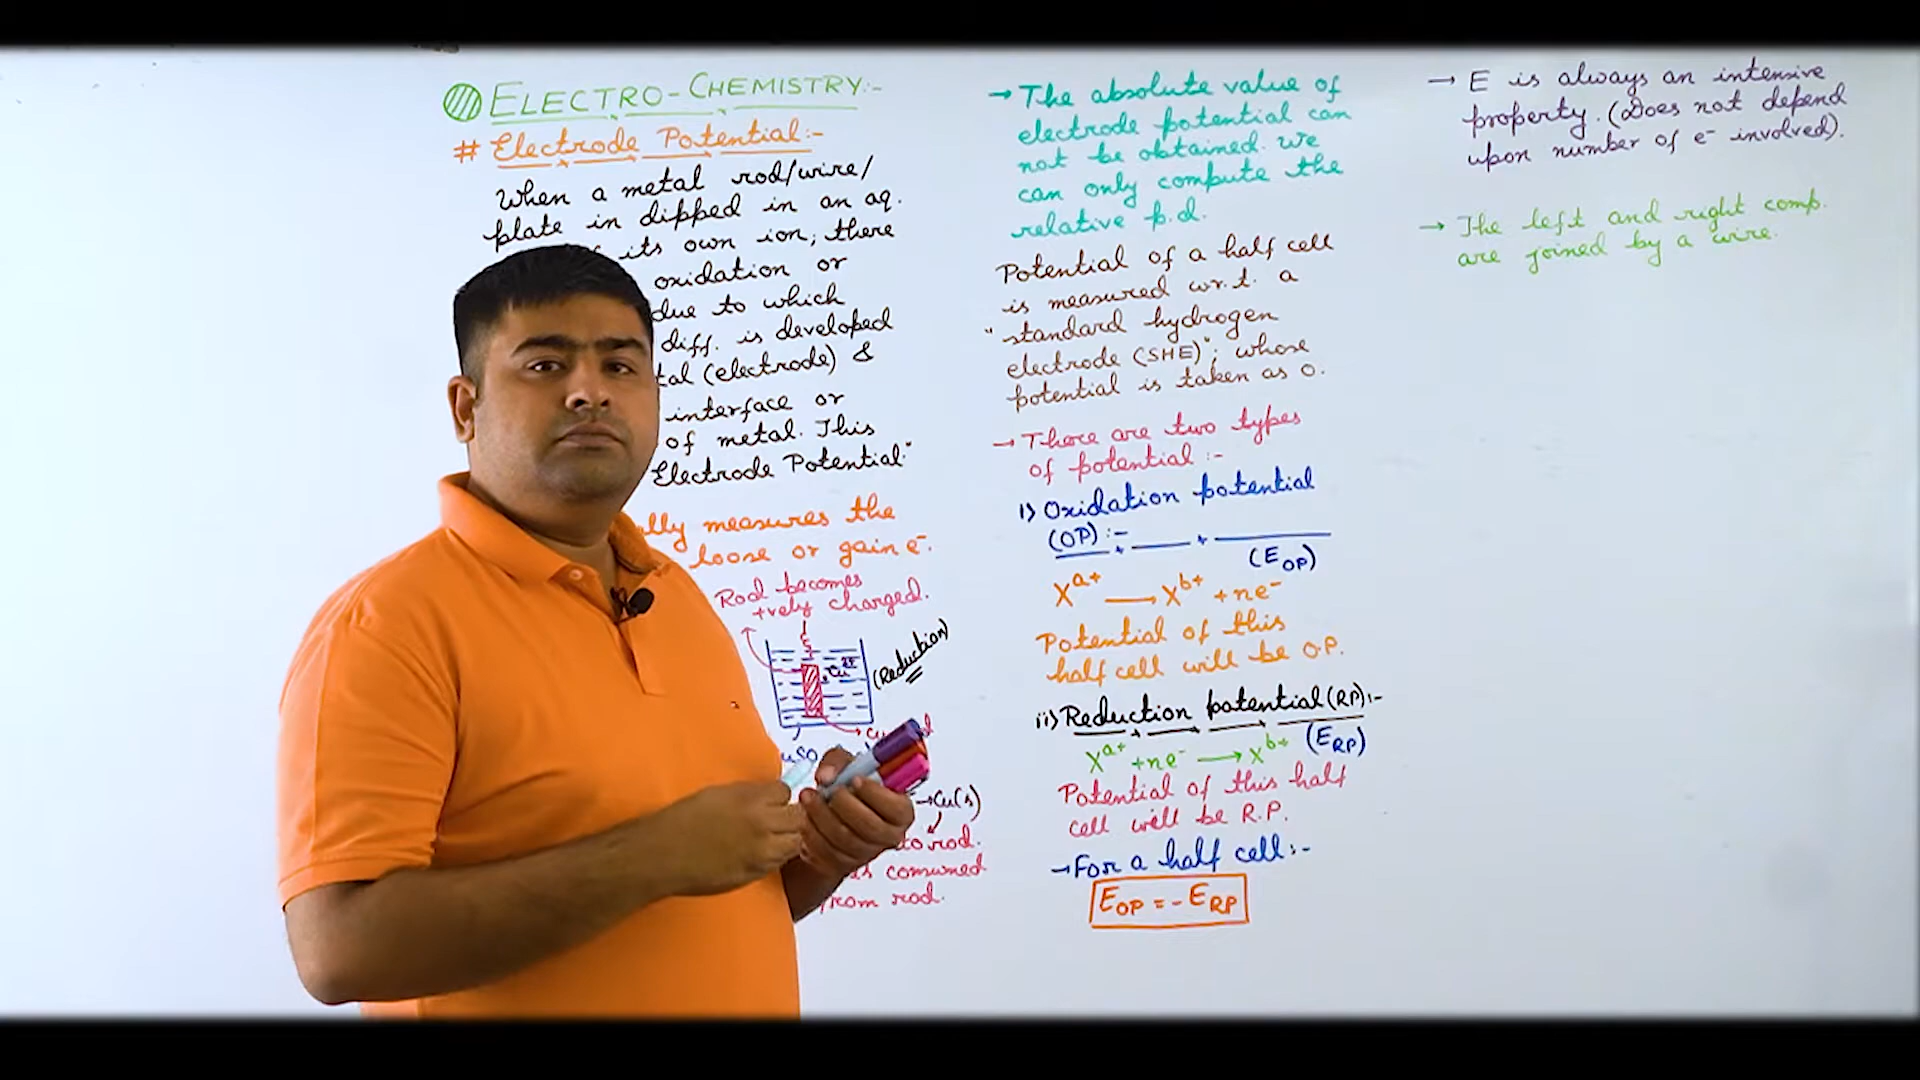 ELECTRO-CHEMISTRY:-
# Electrode Potential:-
When a metal rod/wire/
plate in dipped in an aq.
its own ion; there
oxidation or
due to which
diff. is developed
(electrode) &
interface or
of metal. This
Electrode Potential"
measures the
loose or gain e⁻.
Rod becomes
+vely charged.
Cu²⁺
(Reduction)
→Cu(s)
to rod.
consumed
from rod.
→ The absolute value of
electrode potential can
not be obtained. We
can only compute the
relative p.d.
Potential of a half cell
is measured w.r.t. a
"standard hydrogen
electrode (SHE)"; whose
potential is taken as 0.
→ There are two types
of potential :-
i) Oxidation potential
(OP) :-
(E_OP)
Xᵃ⁺ → Xᵇ⁺ + ne⁻
Potential of this
half cell will be O.P.
ii) Reduction potential (RP):-
(E_RP)
Xᵃ⁺ + ne⁻ → Xᵇ⁺
Potential of this half
cell will be R.P.
→ For a half cell:-
E_OP = - E_RP
→ E is always an intensive
property. (Does not depend
upon number of e⁻ involved).
→ The left and right comp.
are joined by a wire.